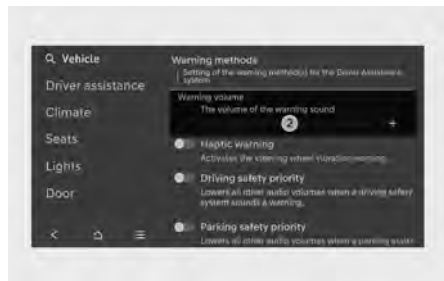 Vehicle
Driver assistance
Climate
Seats
Lights
Door
Warning methods
Setting of the warning method(s) for the Driver Assistance
system.
Warning volume
The volume of the warning sound
2
+
Haptic warning
Activates the steering wheel vibration warning.
Driving safety priority
Lowers all other audio volumes when a driving safety
system sounds a warning.
Parking safety priority
Lowers all other audio volumes when a parking assist